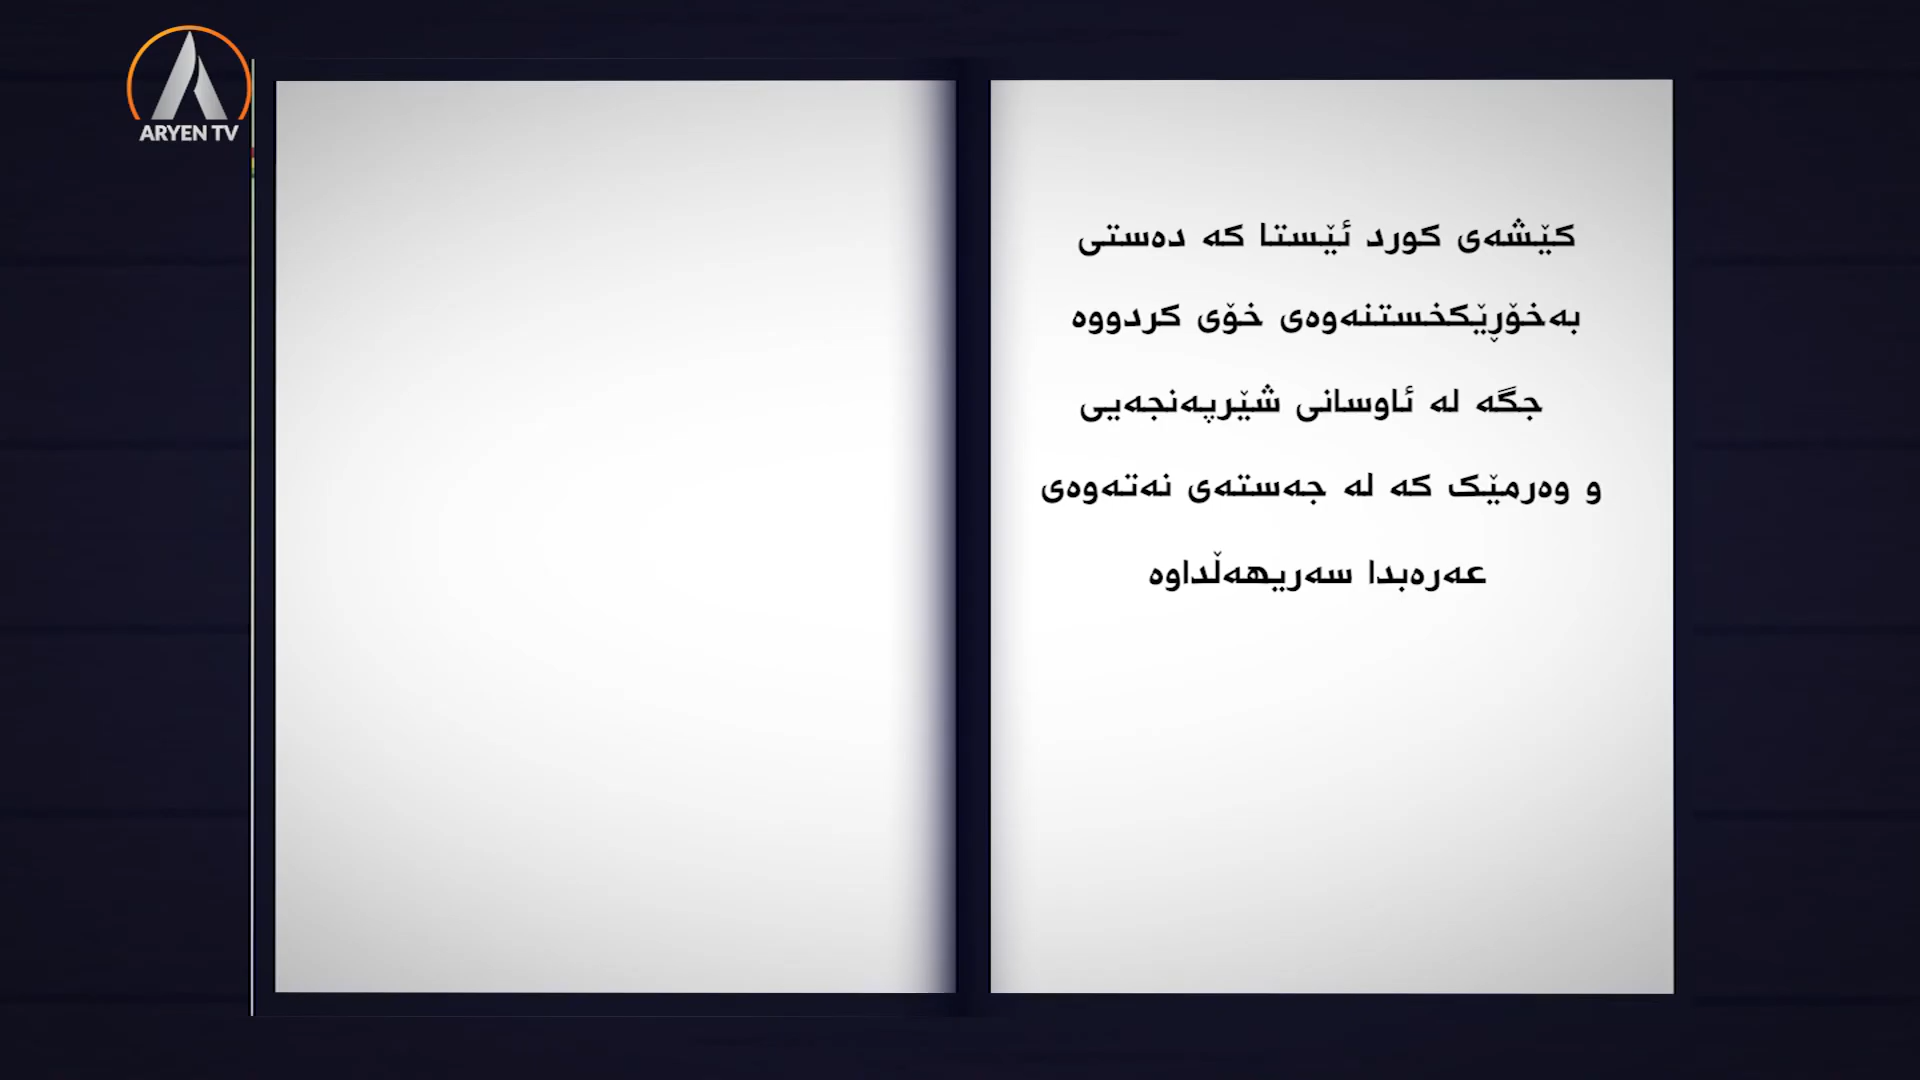 ARYEN TV
کێشەی کورد ئێستا کە دەستی
بەخۆڕێکخستنەوەی خۆی کردووە
جگە لە ئاوسانی شێرپەنجەیی
و وەرمێک کە لە جەستەی نەتەوەی
عەرەبدا سەریهەڵداوە